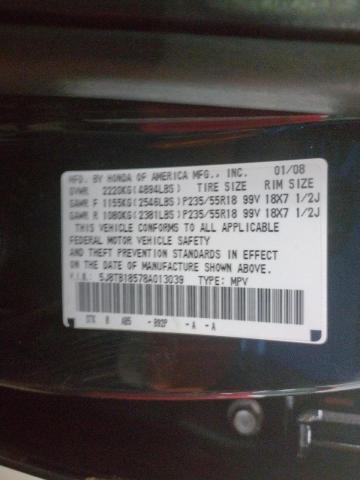 MFD. BY HONDA OF AMERICA MFG., INC. 01/08
GVWR 2220KG(4894LBS) TIRE SIZE RIM SIZE
GAWR F 1155KG(2546LBS) P235/55R18 99V 18X7 1/2J
GAWR R 1080KG(2381LBS) P235/55R18 99V 18X7 1/2J
THIS VEHICLE CONFORMS TO ALL APPLICABLE
FEDERAL MOTOR VEHICLE SAFETY, BUMPER,
AND THEFT PREVENTION STANDARDS IN EFFECT
ON THE DATE OF MANUFACTURE SHOWN ABOVE.
V.I.N.: 5J8TB18578A013039 TYPE: MPV
STK A -A -A